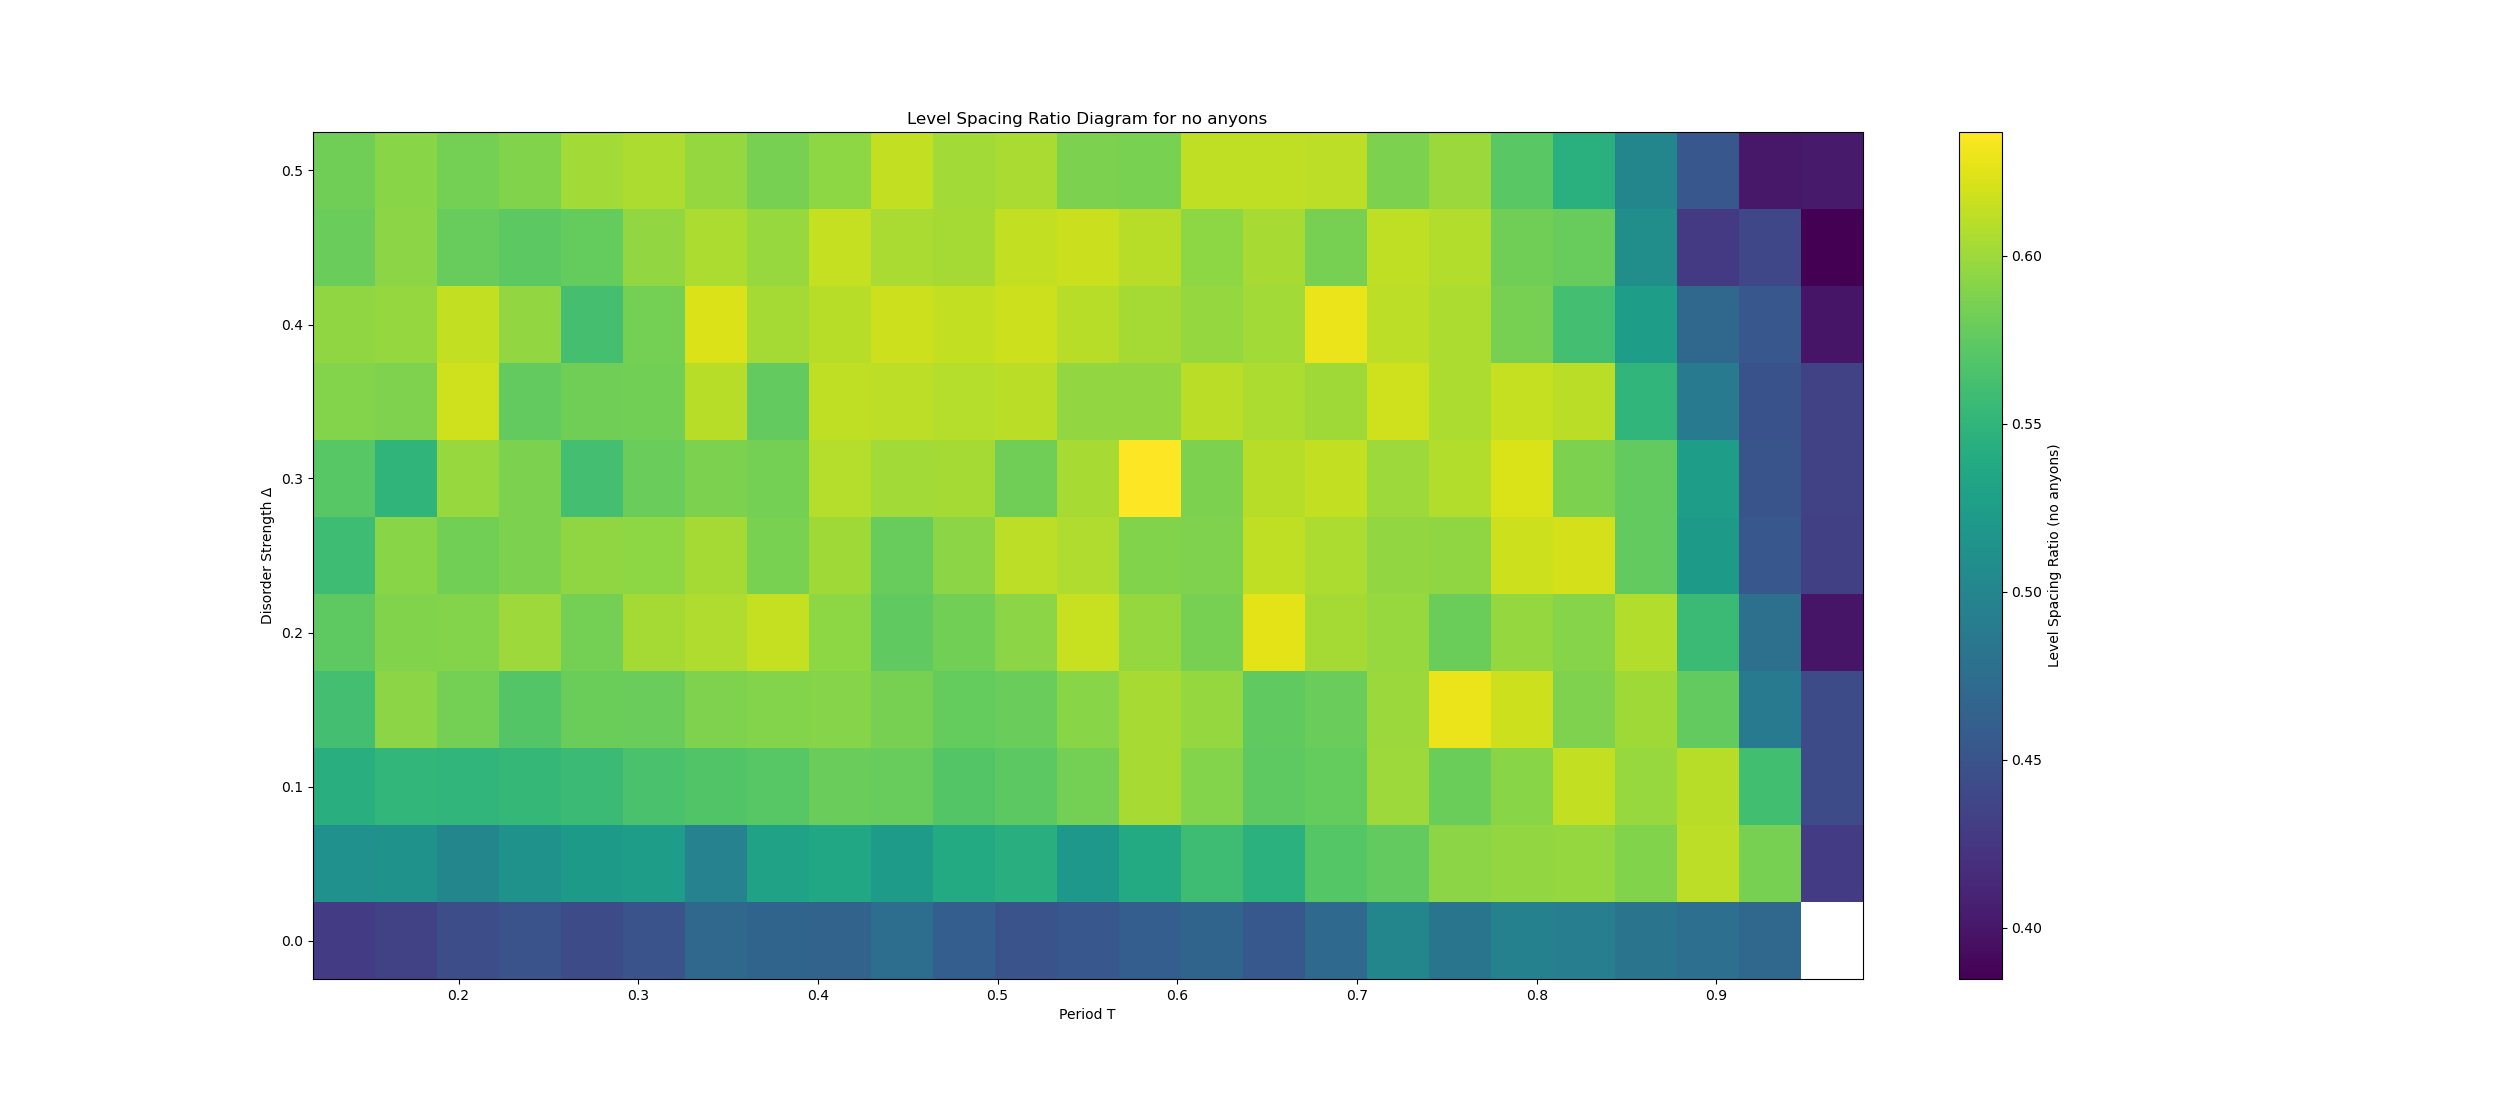 Level Spacing Ratio Diagram for no anyons
0.5
0.4
0.3
0.2
0.1
0.0
Disorder Strength Δ
0.2 0.3 0.4 0.5 0.6 0.7 0.8 0.9
Period T
0.60
0.55
0.50
0.45
0.40
Level Spacing Ratio (no anyons)